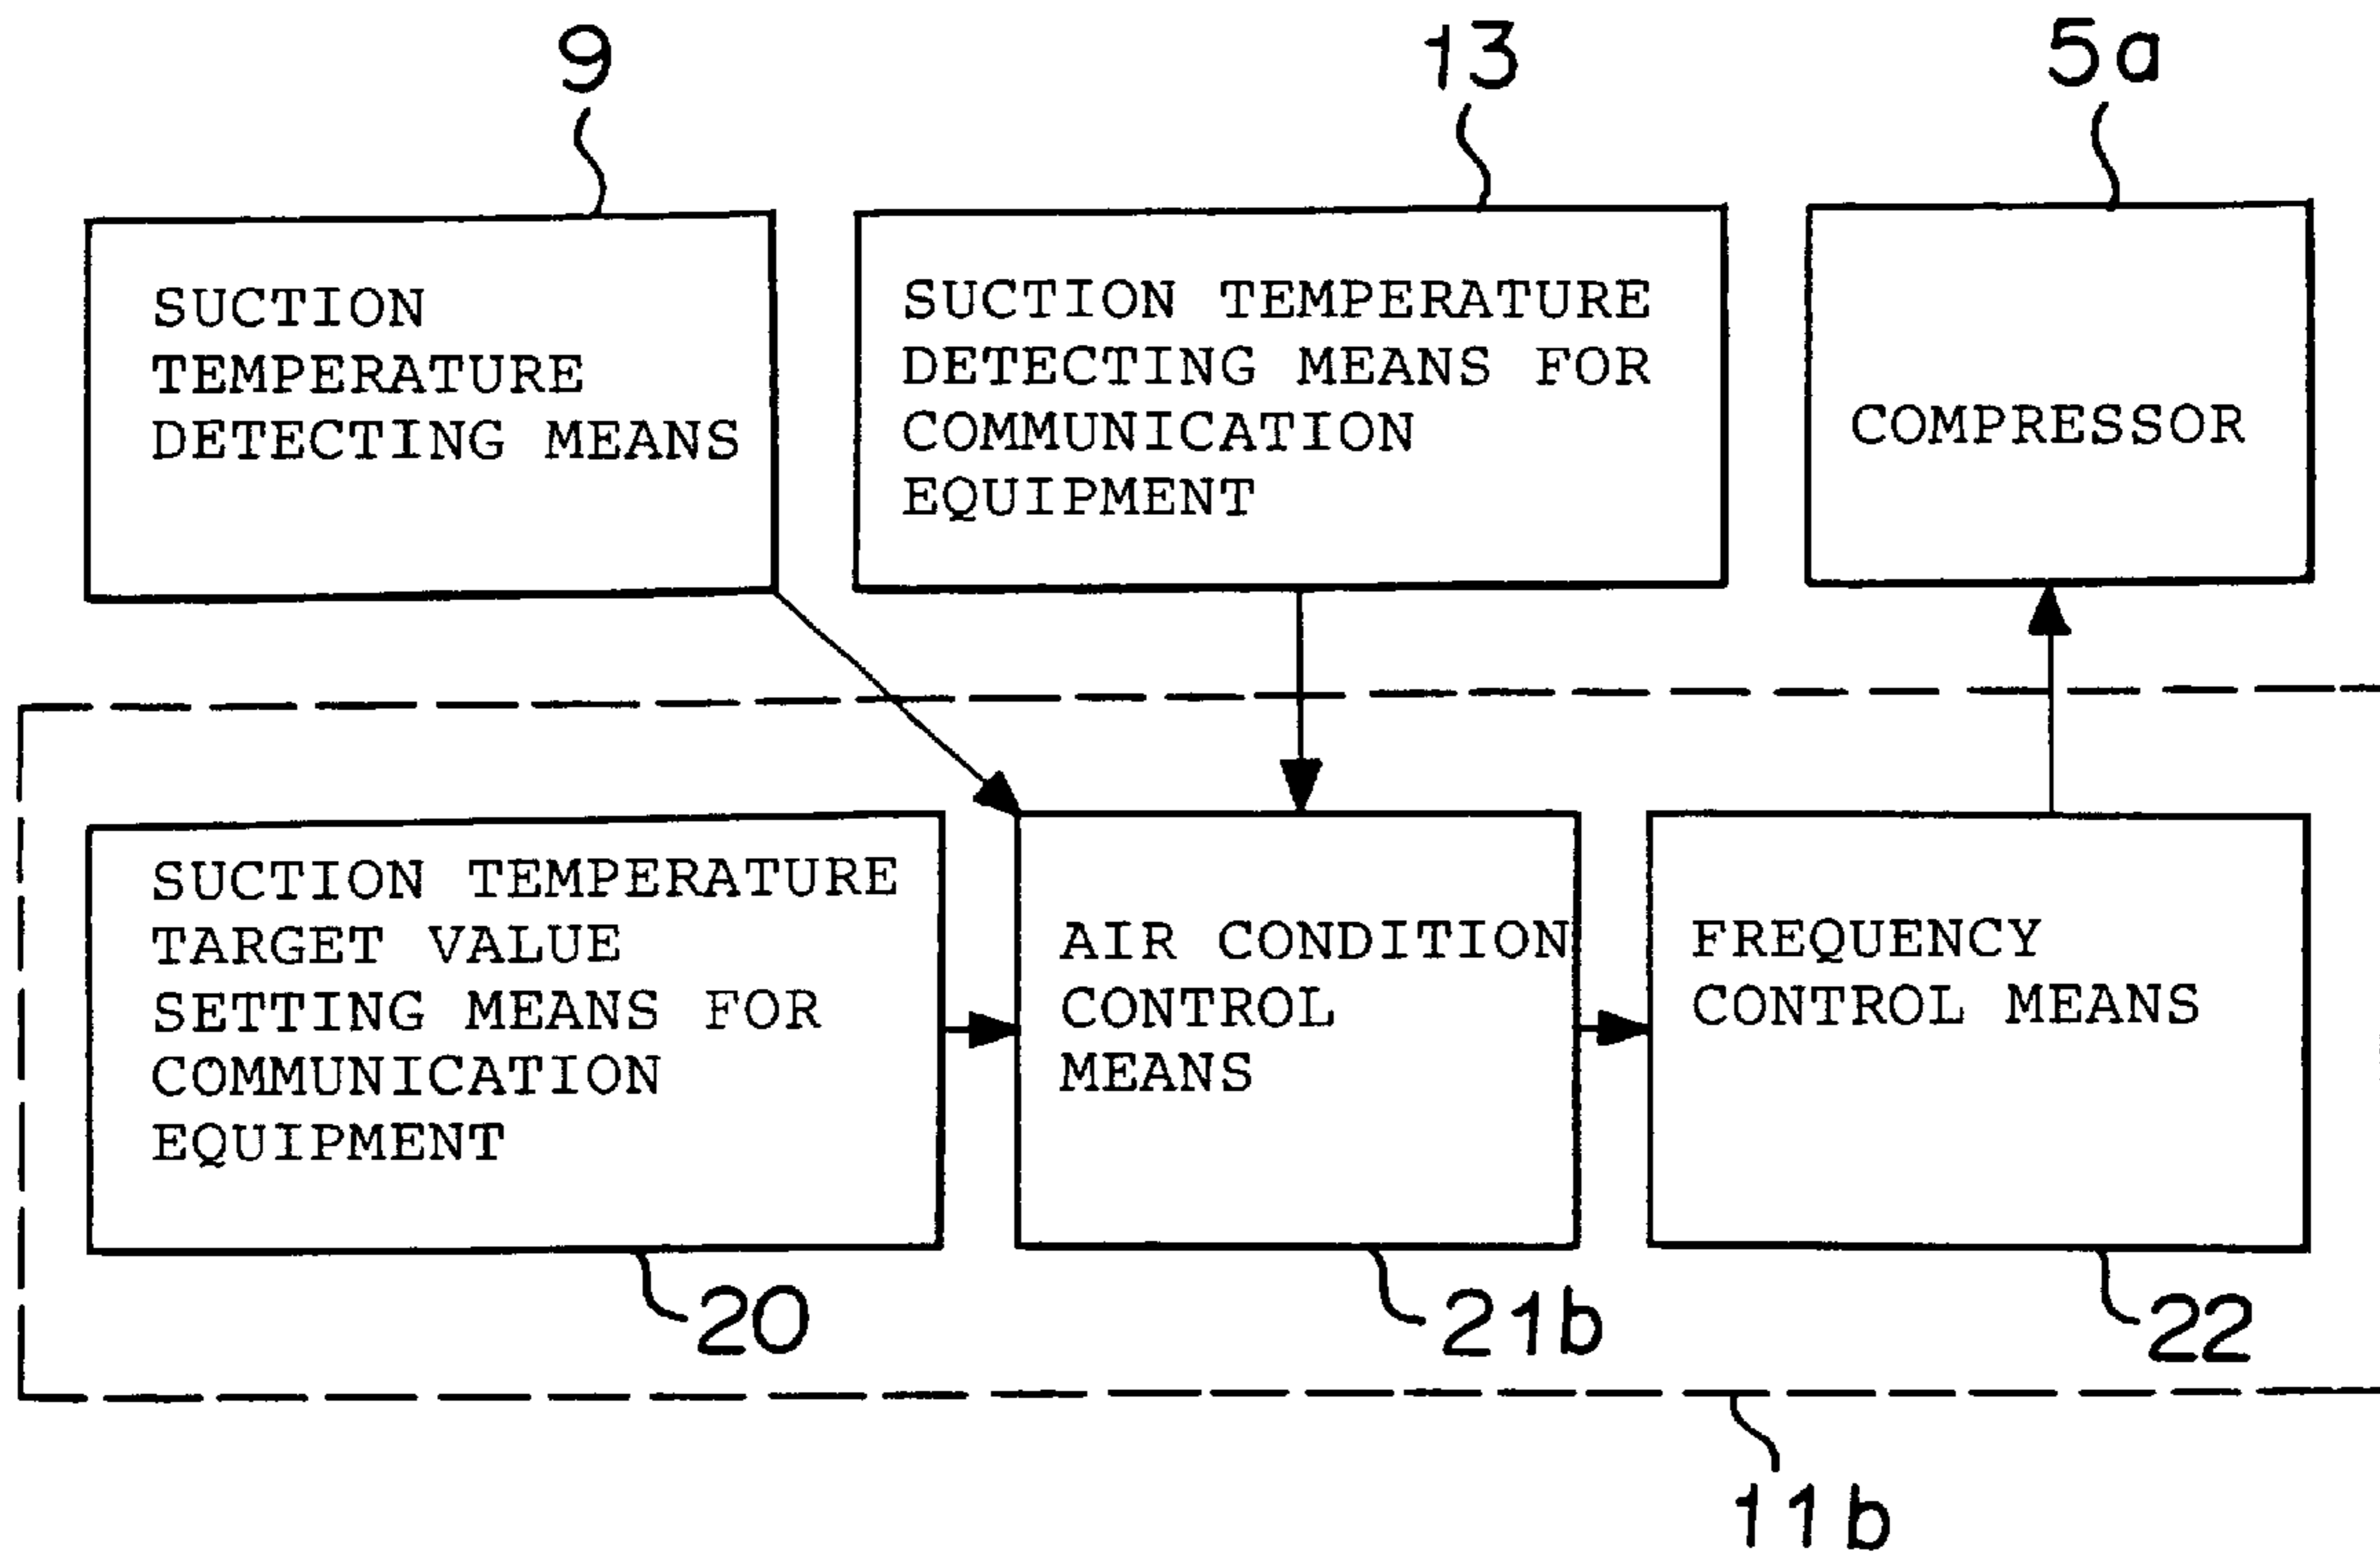 9
13
5a
SUCTION
TEMPERATURE
DETECTING MEANS
SUCTION TEMPERATURE
DETECTING MEANS FOR
COMMUNICATION
EQUIPMENT
COMPRESSOR
SUCTION TEMPERATURE
TARGET VALUE
SETTING MEANS FOR
COMMUNICATION
EQUIPMENT
AIR CONDITION
CONTROL
MEANS
FREQUENCY
CONTROL MEANS
20
21b
22
11b